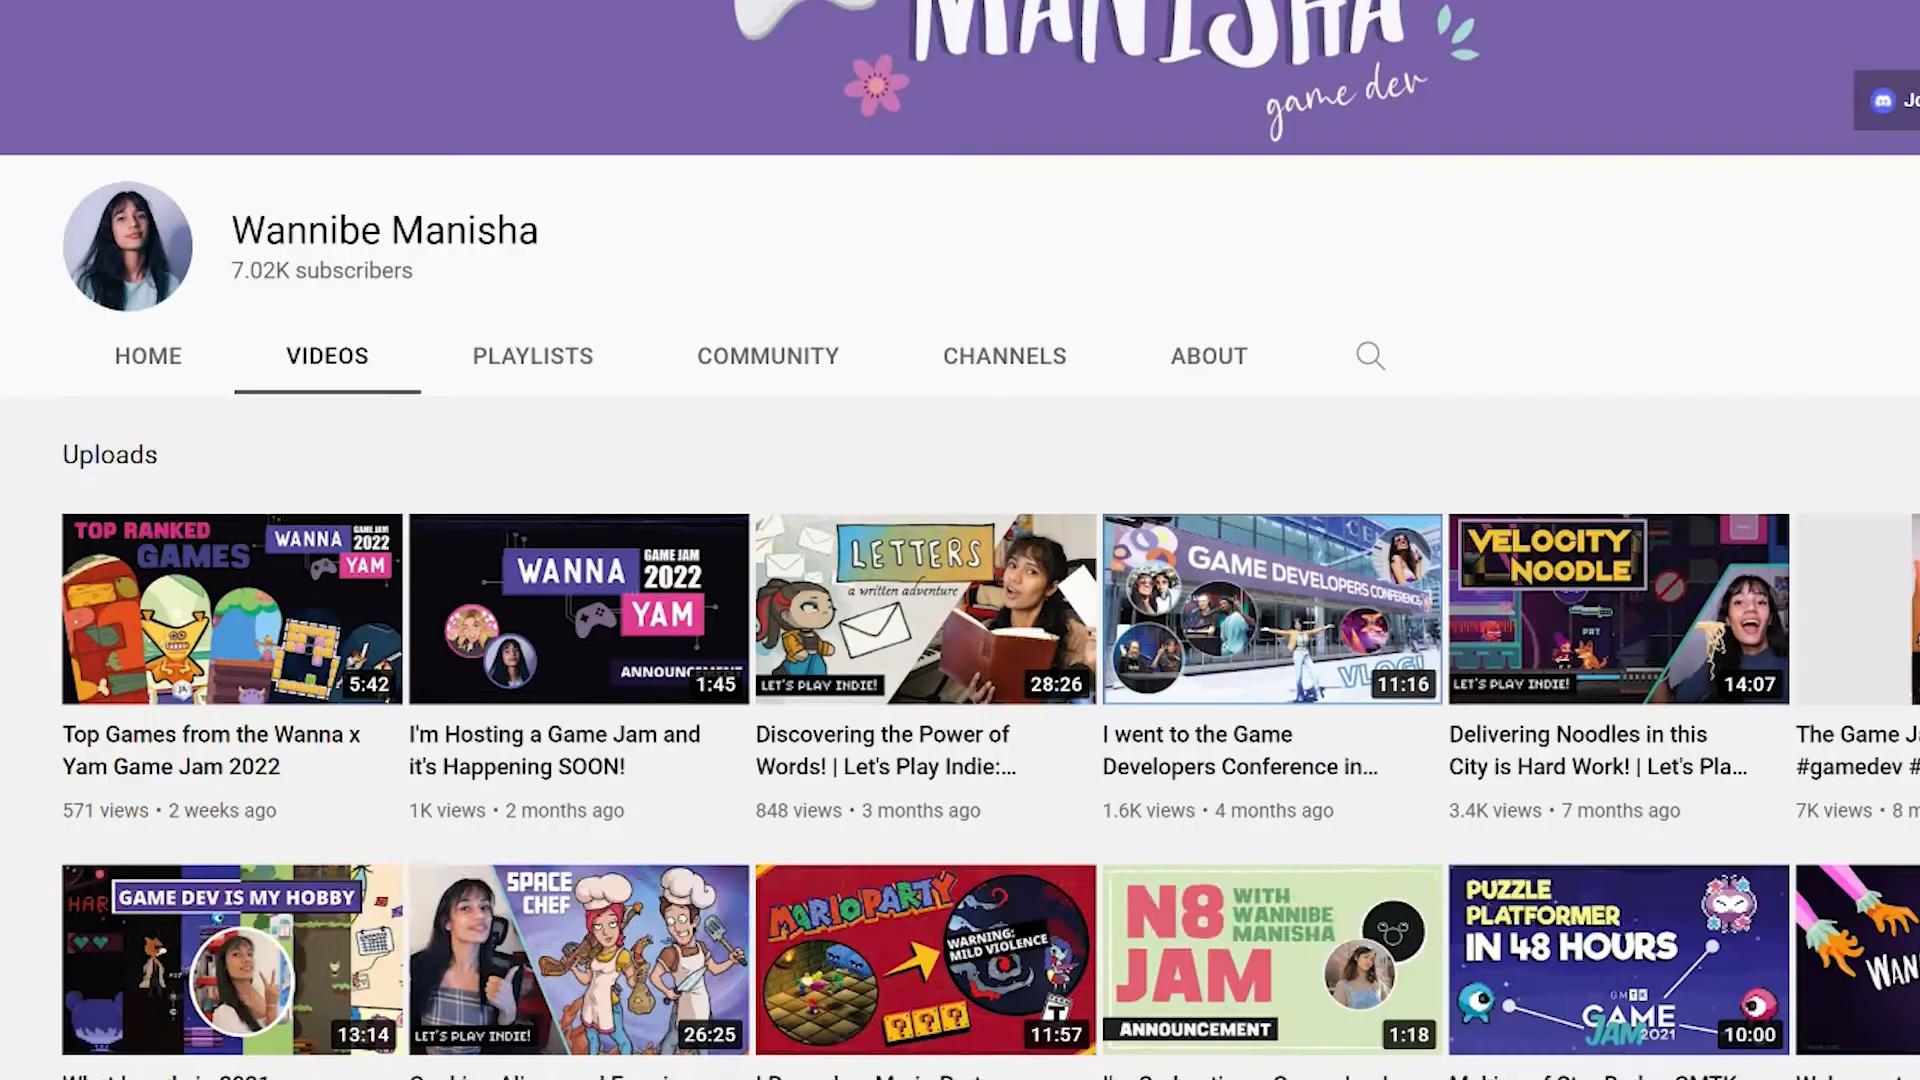 MANISHA
game dev
Wannibe Manisha
7.02K subscribers
HOME
VIDEOS
PLAYLISTS
COMMUNITY
CHANNELS
ABOUT
Uploads
TOP RANKED
GAMES
WANNA
GAME JAM
2022
YAM
5:42
WANNA
GAME JAM
2022
YAM
1:45
LETTERS
a written adventure
LET'S PLAY INDIE!
28:26
GAME DEVELOPERS CONFERENCE
VLOG!
11:16
VELOCITY
NOODLE
LET'S PLAY INDIE!
14:07
Top Games from the Wanna x
Yam Game Jam 2022
571 views • 2 weeks ago
I'm Hosting a Game Jam and
it's Happening SOON!
1K views • 2 months ago
Discovering the Power of
Words! | Let's Play Indie:...
848 views • 3 months ago
I went to the Game
Developers Conference in...
1.6K views • 4 months ago
Delivering Noodles in this
City is Hard Work! | Let's Pla...
3.4K views • 7 months ago
The Game
#gamedev #
7K views • 8
GAME DEV IS MY HOBBY
13:14
SPACE
CHEF
LET'S PLAY INDIE!
26:25
MARIO PARTY
WARNING:
MILD VIOLENCE
???
11:57
N8
JAM
WITH
WANNIBE
MANISHA
ANNOUNCEMENT
1:18
PUZZLE
PLATFORMER
IN 48 HOURS
GMTK
GAME
JAM 2021
10:00